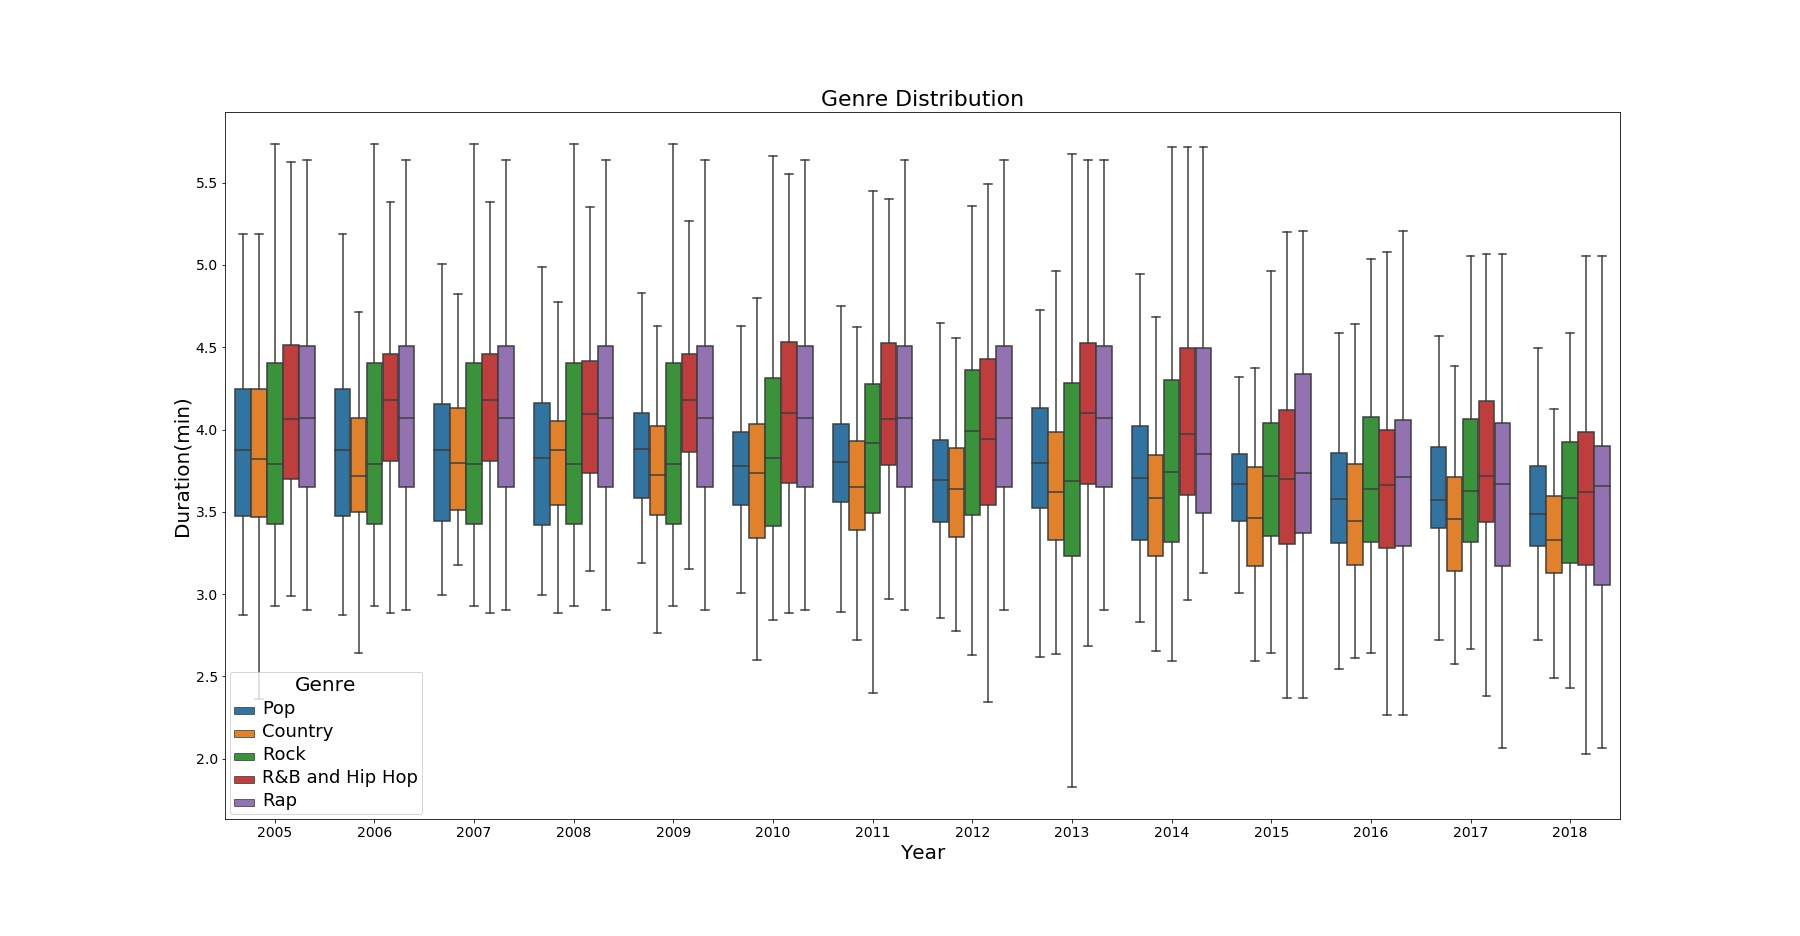 Genre Distribution
Duration(min)
5.5
5.0
4.5
4.0
3.5
3.0
2.5
2.0
Genre
Pop
Country
Rock
R&B and Hip Hop
Rap
2005 2006 2007 2008 2009 2010 2011 2012 2013 2014 2015 2016 2017 2018
Year